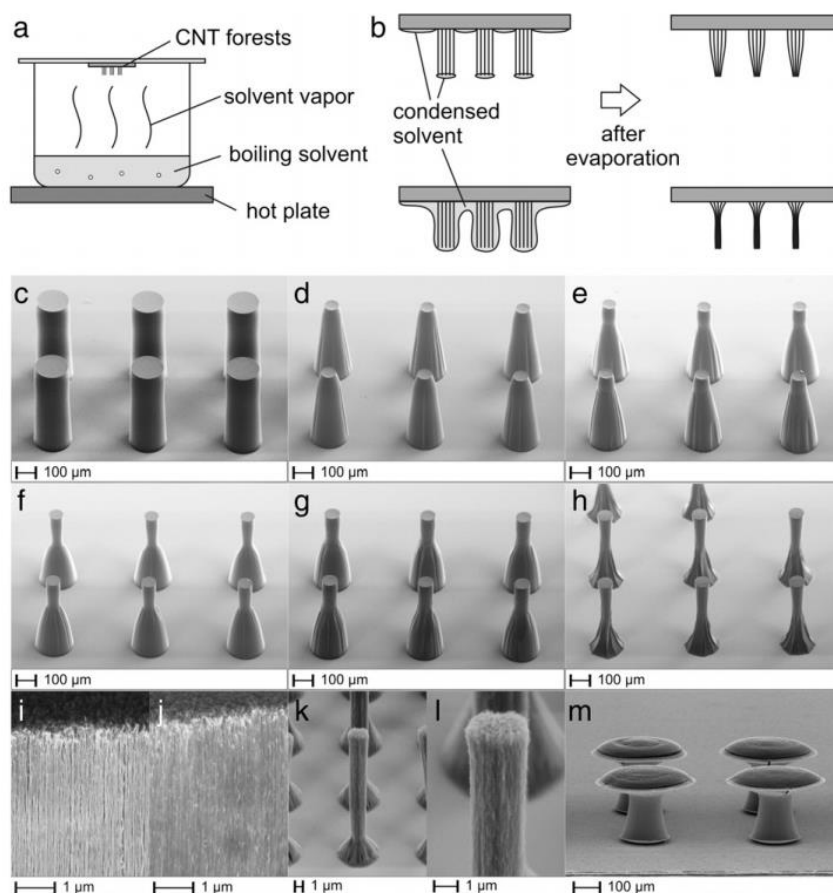 a
CNT forests
solvent vapor
boiling solvent
hot plate
b
condensed
solvent
after
evaporation
c
100 µm
d
100 µm
e
100 µm
f
100 µm
g
100 µm
h
100 µm
i
1 µm
j
1 µm
k
1 µm
l
1 µm
m
100 µm